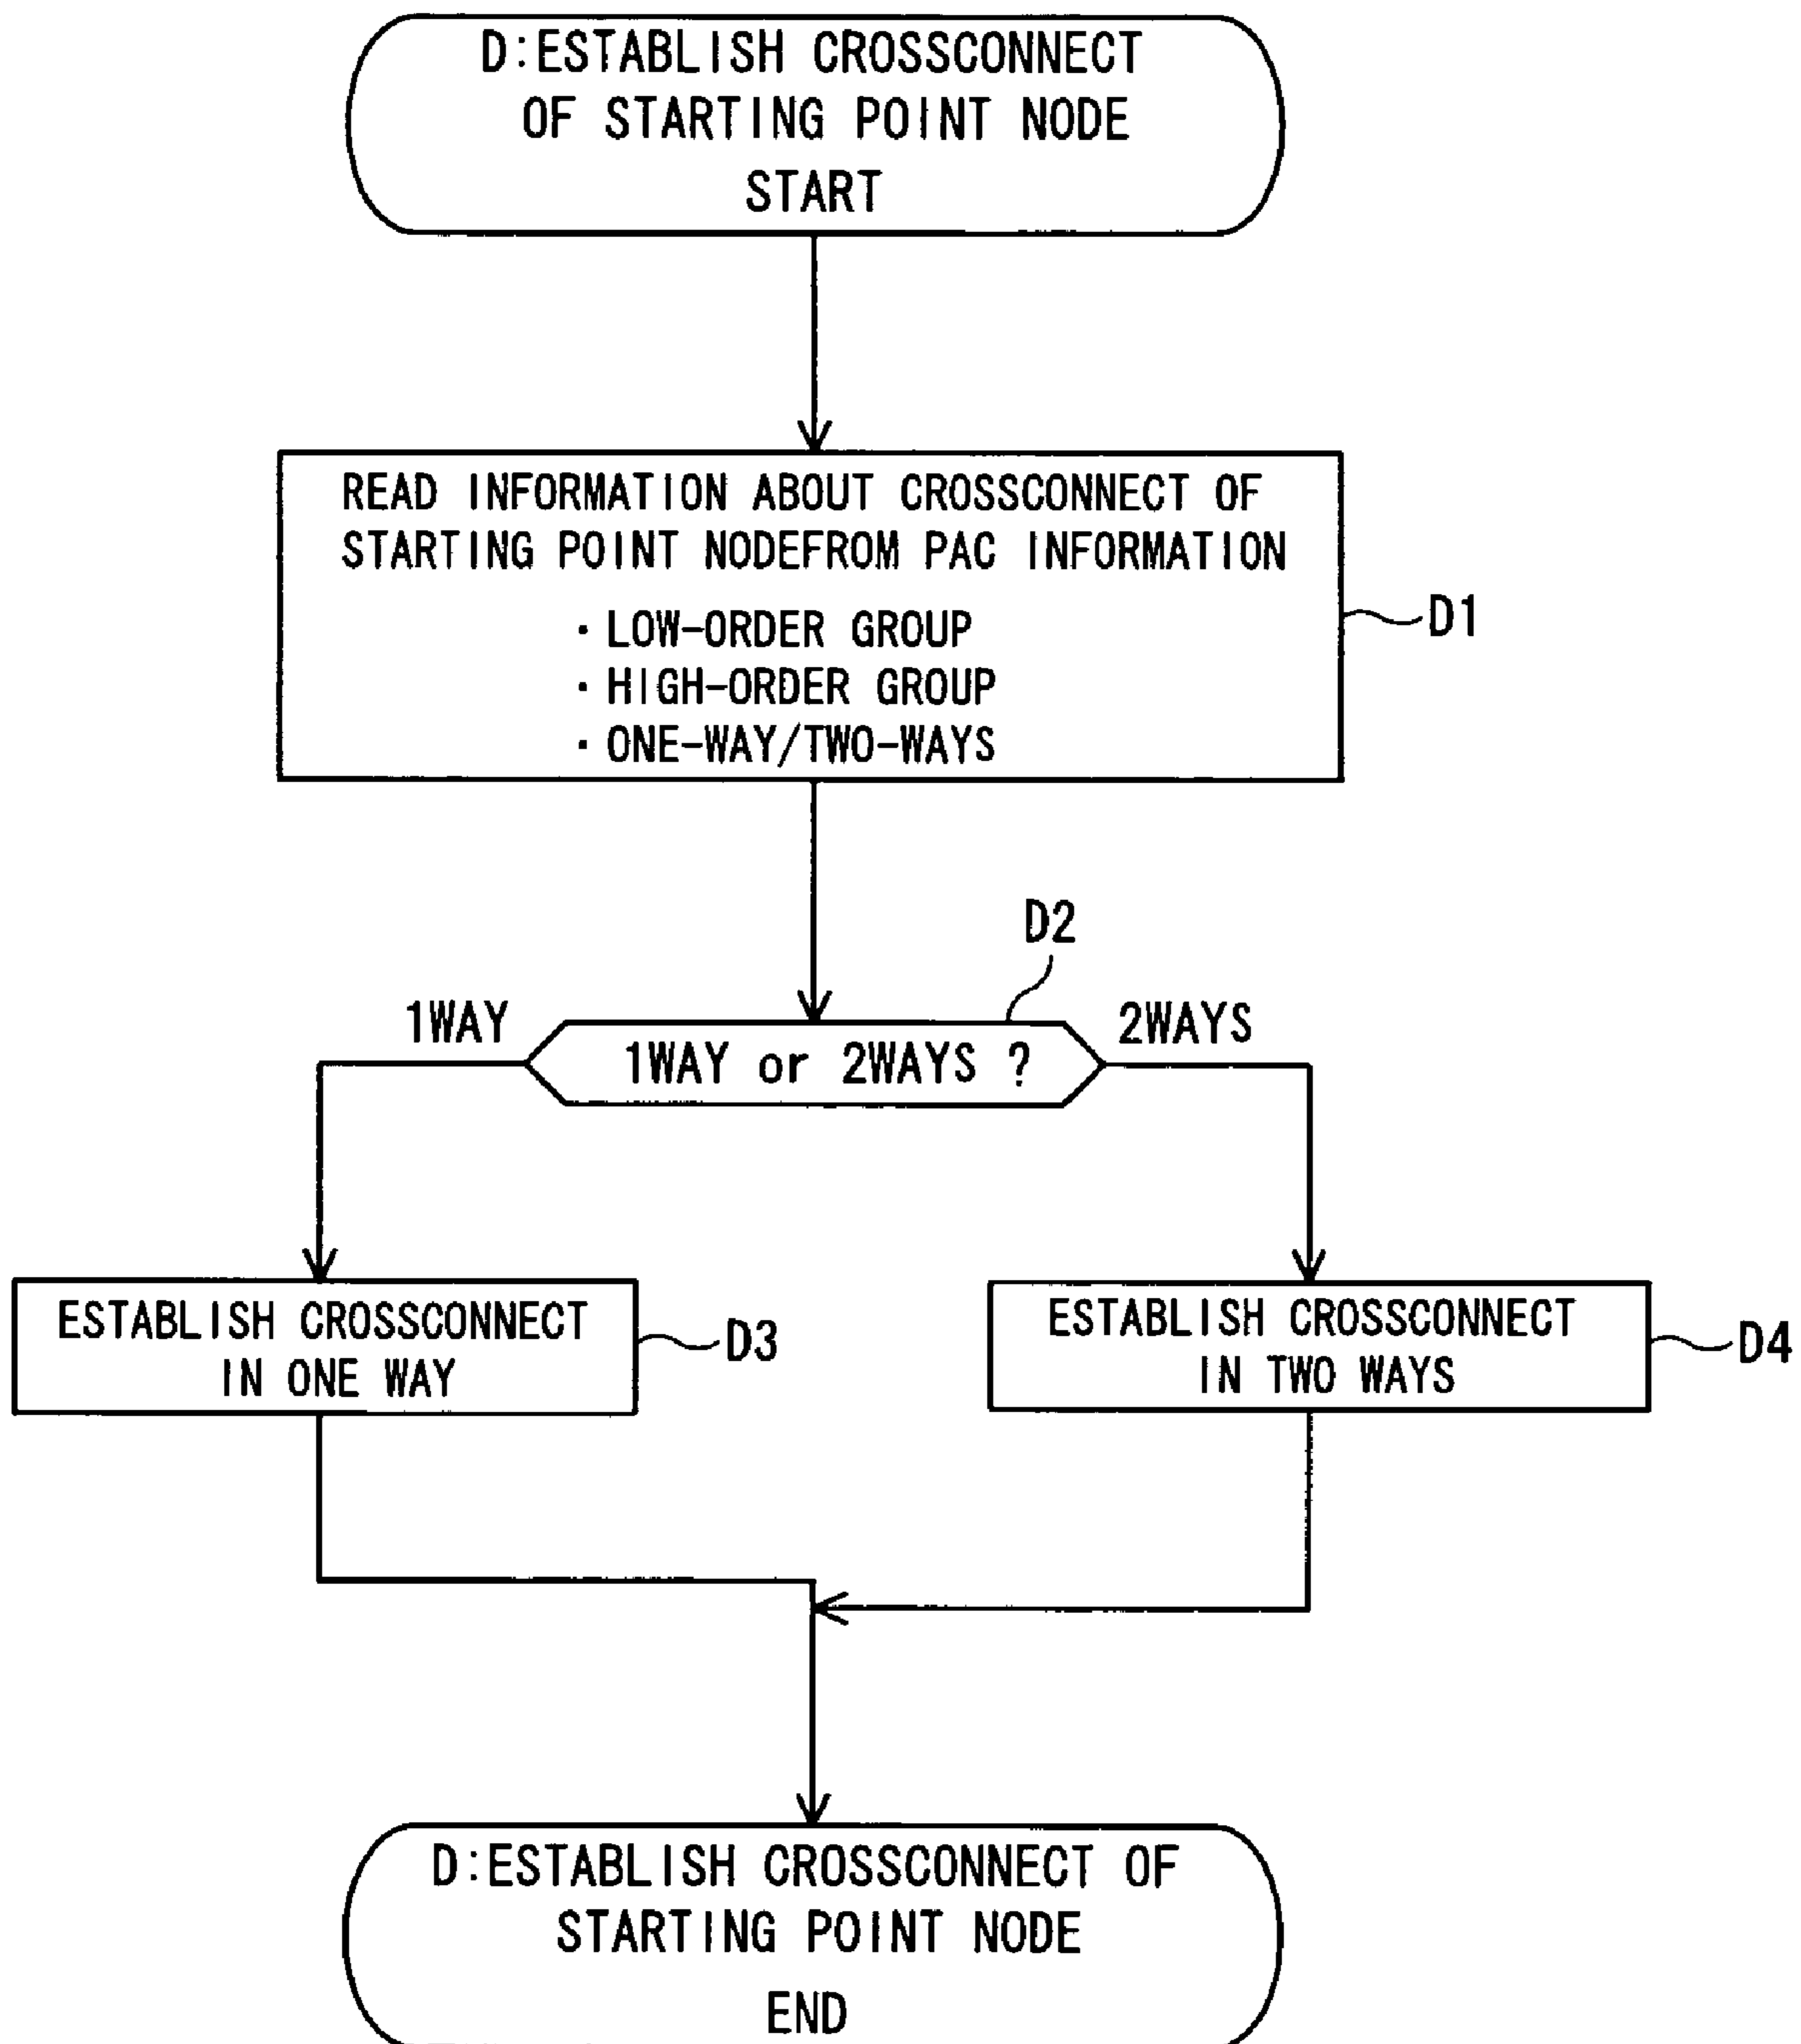 D:ESTABLISH CROSSCONNECT
OF STARTING POINT NODE
START
READ INFORMATION ABOUT CROSSCONNECT OF
STARTING POINT NODEFROM PAC INFORMATION
· LOW-ORDER GROUP
· HIGH-ORDER GROUP
· ONE-WAY/TWO-WAYS
D1
D2
1WAY
1WAY or 2WAYS ?
2WAYS
ESTABLISH CROSSCONNECT
IN ONE WAY
D3
ESTABLISH CROSSCONNECT
IN TWO WAYS
D4
D:ESTABLISH CROSSCONNECT OF
STARTING POINT NODE
END